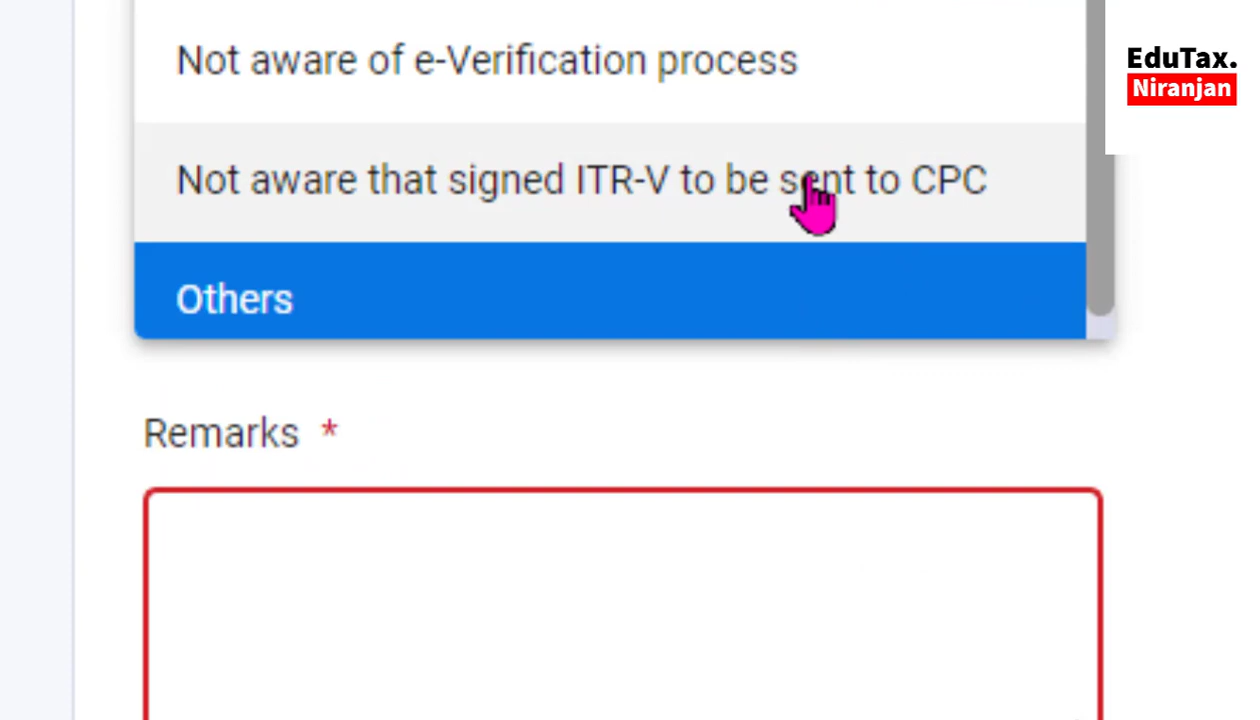 Not aware of e-Verification process
EduTax.
Niranjan
Not aware that signed ITR-V to be sent to CPC
Others
Remarks *